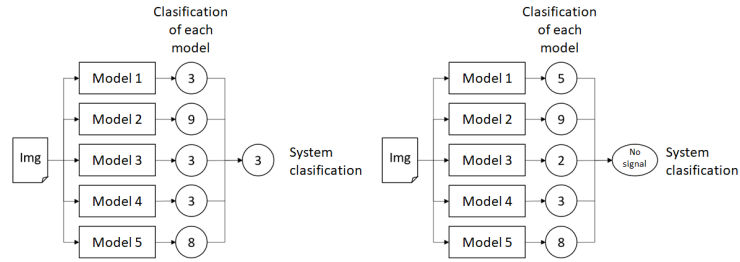 Clasification
of each
model
Model 1
3
Model 2
9
Img
Model 3
3
3
System
clasification
Model 4
3
Model 5
8
Clasification
of each
model
Model 1
5
Model 2
9
Img
Model 3
2
No
signal
System
clasification
Model 4
3
Model 5
8